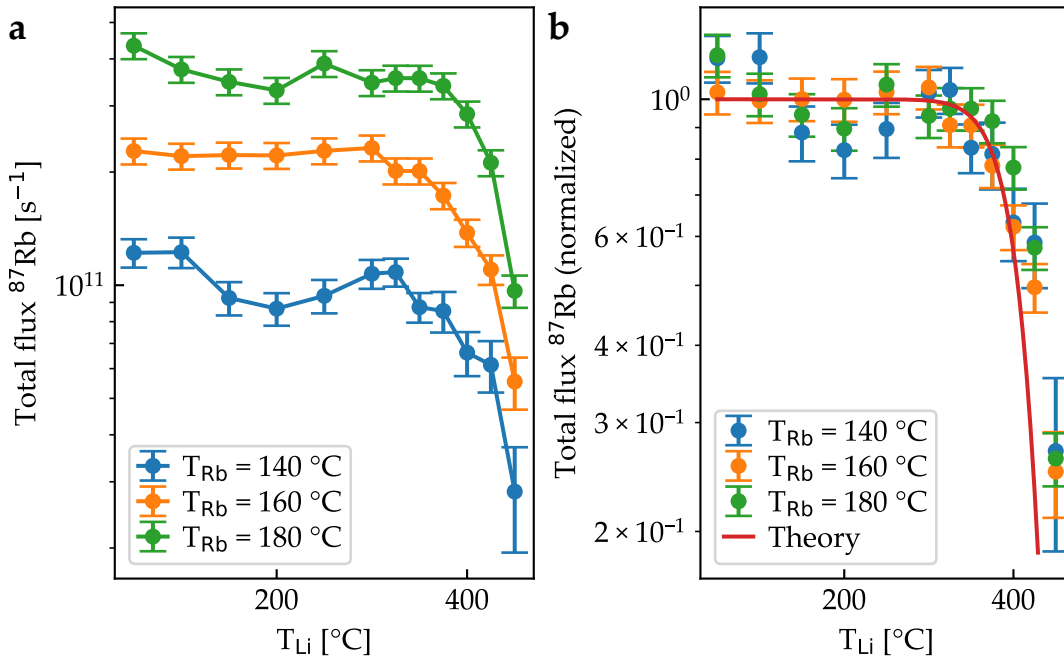 a
Total flux ⁸⁷Rb [s⁻¹]
10¹¹
T_Rb = 140 °C
T_Rb = 160 °C
T_Rb = 180 °C
200
400
T_Li [°C]
b
Total flux ⁸⁷Rb (normalized)
10⁰
6 × 10⁻¹
4 × 10⁻¹
3 × 10⁻¹
2 × 10⁻¹
T_Rb = 140 °C
T_Rb = 160 °C
T_Rb = 180 °C
Theory
200
400
T_Li [°C]